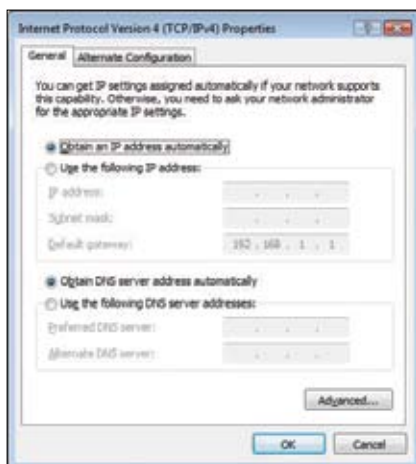 Internet Protocol Version 4 (TCP/IPv4) Properties
General Alternate Configuration
You can get IP settings assigned automatically if your network supports
this capability. Otherwise, you need to ask your network administrator
for the appropriate IP settings.
Obtain an IP address automatically
Use the following IP address:
IP address:
Subnet mask:
Default gateway: 192 . 168 . 1 . 1
Obtain DNS server address automatically
Use the following DNS server addresses:
Preferred DNS server:
Alternate DNS server:
Advanced...
OK Cancel